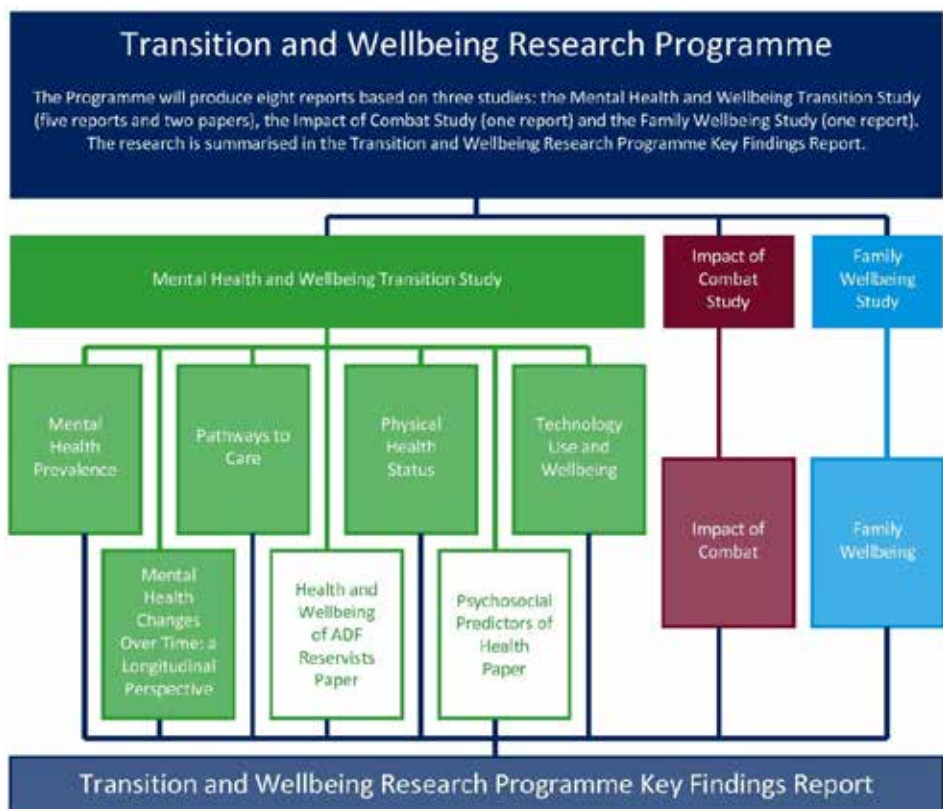 Transition and Wellbeing Research Programme
The Programme will produce eight reports based on three studies: the Mental Health and Wellbeing Transition Study
(five reports and two papers), the Impact of Combat Study (one report) and the Family Wellbeing Study (one report).
The research is summarised in the Transition and Wellbeing Research Programme Key Findings Report.
Mental Health and Wellbeing Transition Study
Impact of
Combat
Study
Family
Wellbeing
Study
Mental
Health
Prevalence
Pathways to
Care
Physical
Health
Status
Technology
Use and
Wellbeing
Impact of
Combat
Family
Wellbeing
Mental
Health
Changes
Over Time: a
Longitudinal
Perspective
Health and
Wellbeing
of ADF
Reservists
Paper
Psychosocial
Predictors of
Health
Paper
Transition and Wellbeing Research Programme Key Findings Report